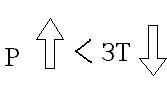 P ⇧ < 3T ⇩